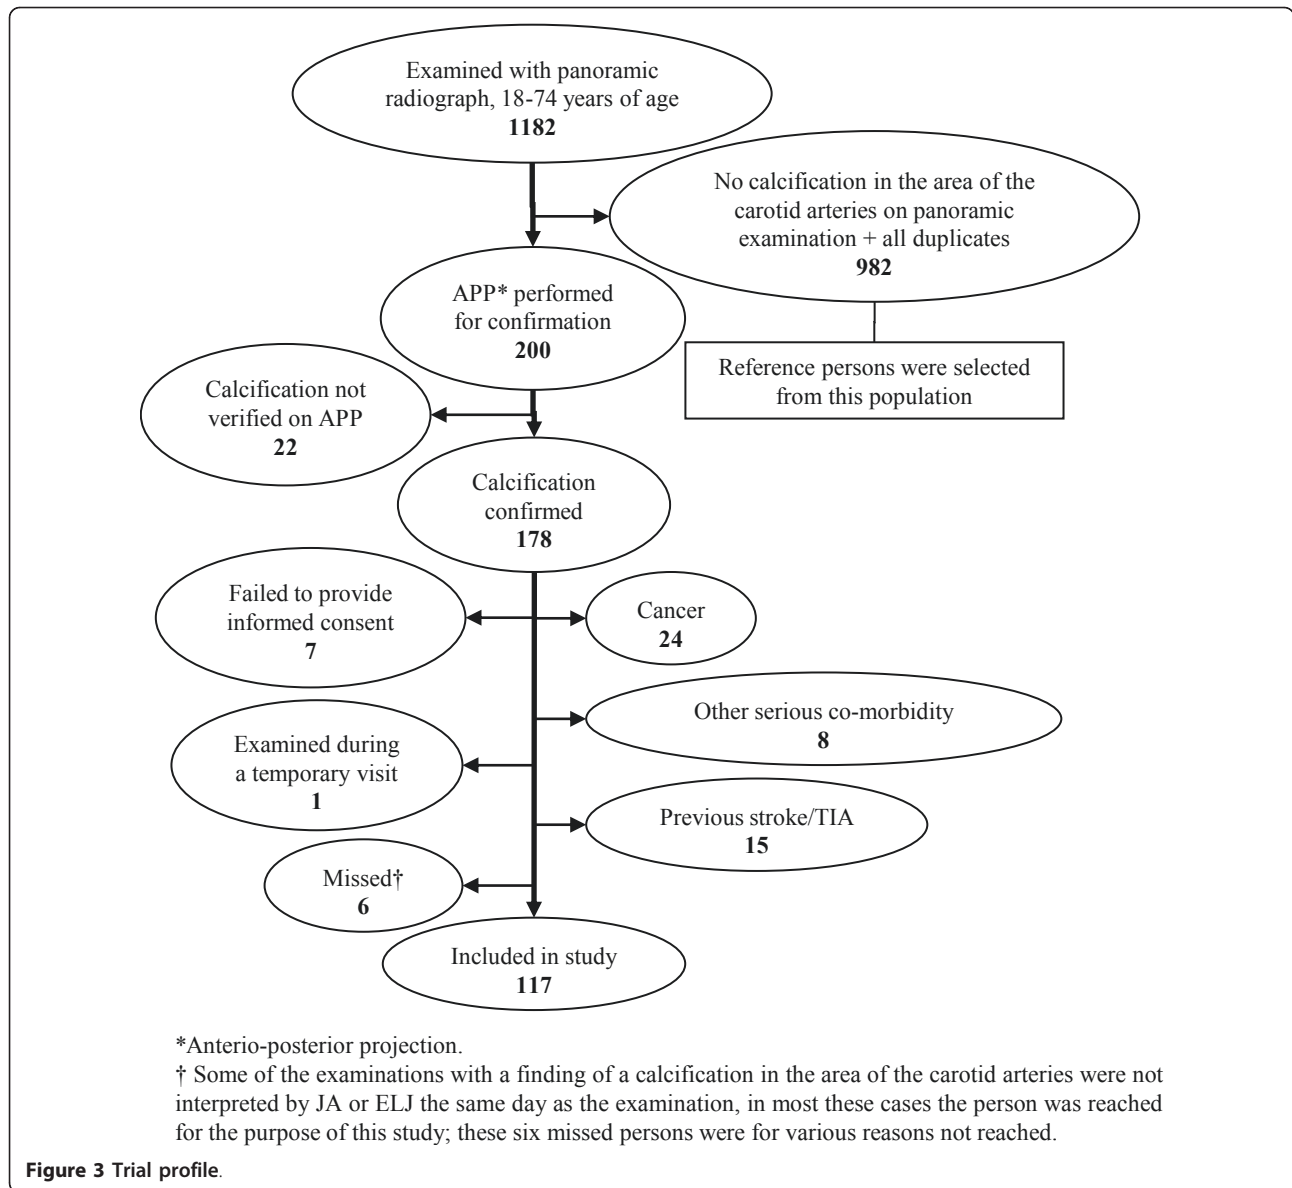 Examined with panoramic
radiograph, 18-74 years of age
1182
No calcification in the area of the
carotid arteries on panoramic
examination + all duplicates
982
APP* performed
for confirmation
200
Reference persons were selected
from this population
Calcification not
verified on APP
22
Calcification
confirmed
178
Failed to provide
informed consent
7
Cancer
24
Other serious co-morbidity
8
Examined during
a temporary visit
1
Previous stroke/TIA
15
Missed†
6
Included in study
117
*Anterio-posterior projection.
† Some of the examinations with a finding of a calcification in the area of the carotid arteries were not
interpreted by JA or ELJ the same day as the examination, in most these cases the person was reached
for the purpose of this study; these six missed persons were for various reasons not reached.
Figure 3 Trial profile.